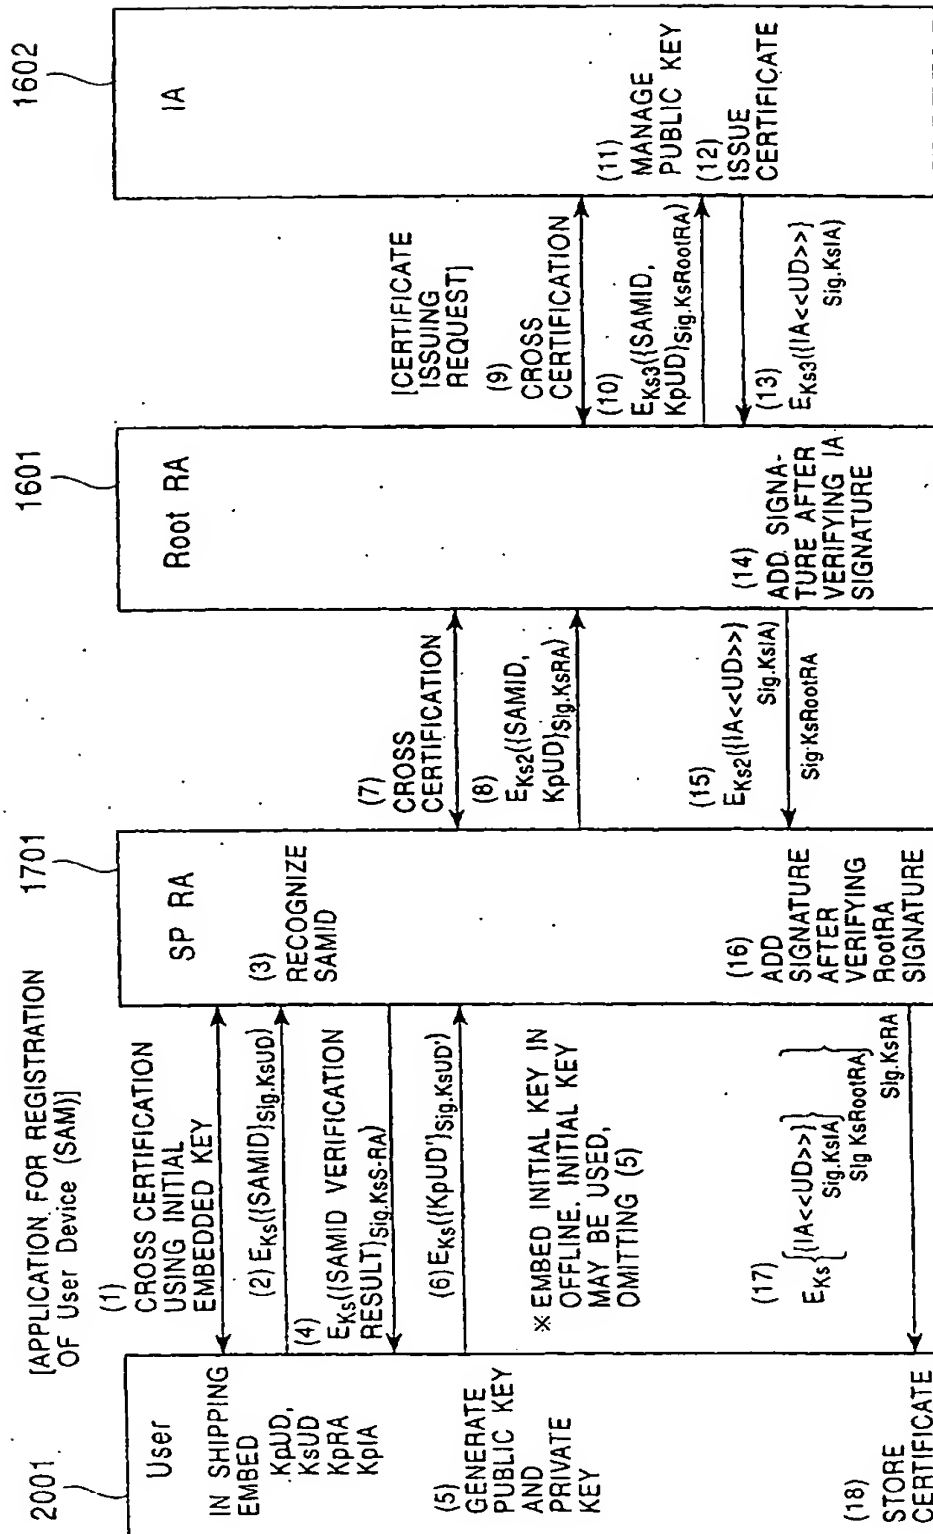 [APPLICATION FOR REGISTRATION
OF User Device (SAM)]
2001
User
IN SHIPPING
EMBED
KpUD,
KsUD
KpRA
KpIA
(5)
GENERATE
PUBLIC KEY
AND
PRIVATE
KEY
(18)
STORE
CERTIFICATE
(1)
CROSS CERTIFICATION
USING INITIAL
EMBEDDED KEY
(2) EKs({SAMID}Sig.KsUD)
(4)
EKs({SAMID VERIFICATION
RESULT}Sig.KsS-RA)
(6) EKs({KpUD'}Sig.KsUD')
※ EMBED INITIAL KEY IN
OFFLINE. INITIAL KEY
MAY BE USED,
OMITTING (5)
(17)
EKs{{{IA<<UD>>}
Sig.KsIA}
Sig KsRootRA}
Sig.KsRA
1701
SP RA
(3)
RECOGNIZE
SAMID
(16)
ADD
SIGNATURE
AFTER
VERIFYING
RootRA
SIGNATURE
(7)
CROSS
CERTIFICATION
(8)
EKs2({SAMID,
KpUD}Sig.KsRA)
(15)
EKs2({IA<<UD>>}
Sig.KsIA)
Sig.KsRootRA
1601
Root RA
(14)
ADD SIGNA-
TURE AFTER
VERIFYING IA
SIGNATURE
[CERTIFICATE
ISSUING
REQUEST]
(9)
CROSS
CERTIFICATION
(10)
EKs3({SAMID,
KpUD}Sig.KsRootRA)
(13)
EKs3({IA<<UD>>}
Sig.KsIA)
1602
IA
(11)
MANAGE
PUBLIC KEY
(12)
ISSUE
CERTIFICATE